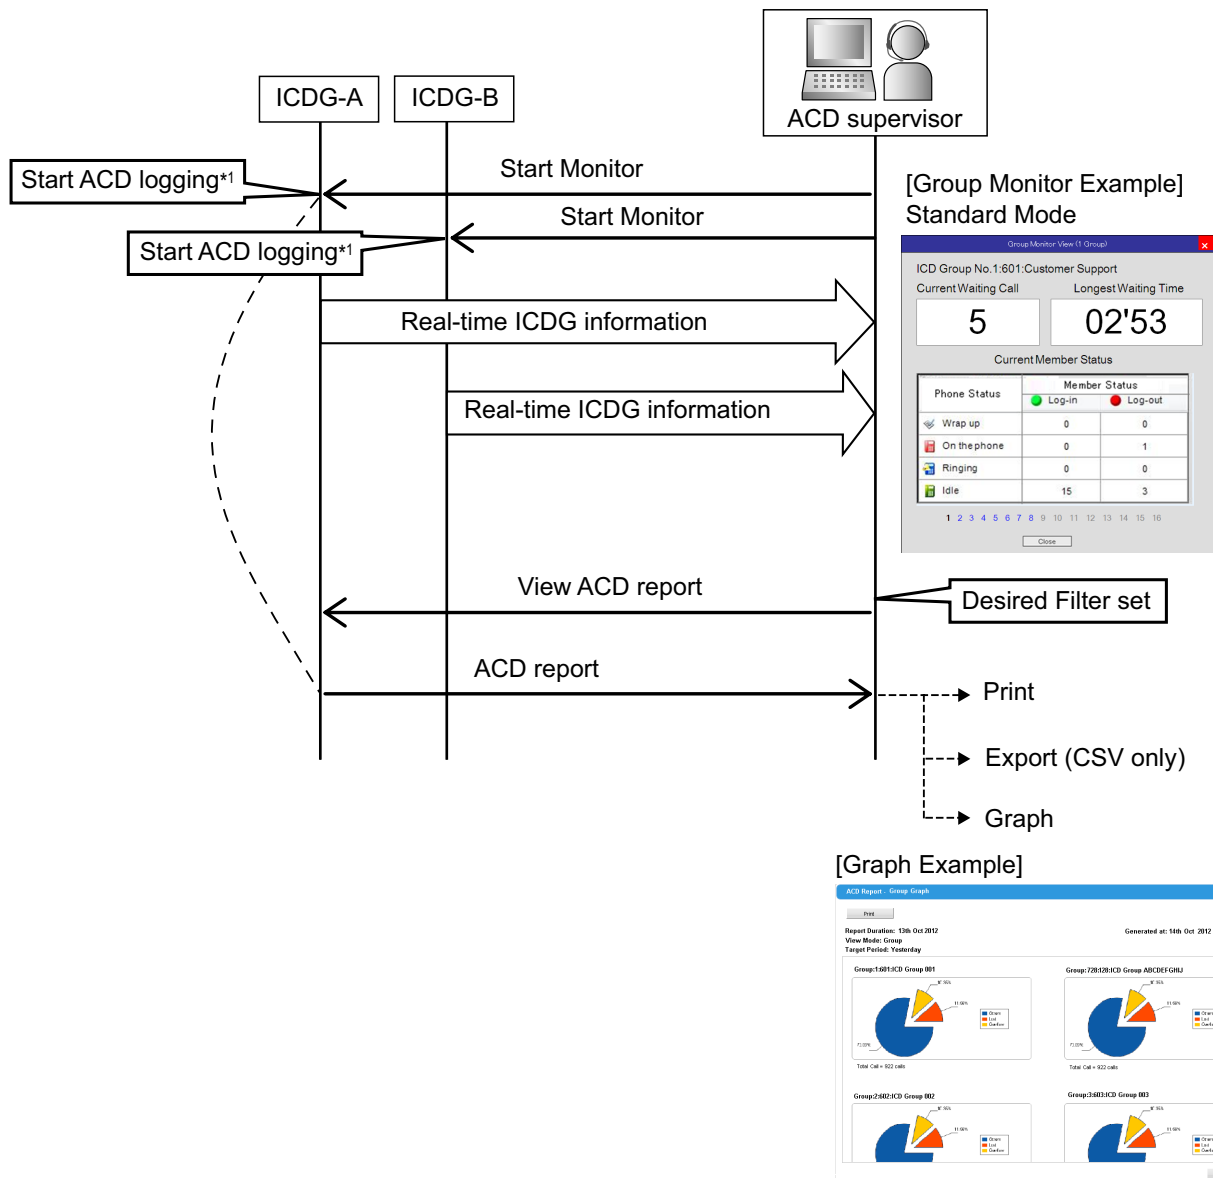 ICDG-A
ICDG-B
ACD supervisor
Start Monitor
Start ACD logging*1
Start Monitor
Start ACD logging*1
Real-time ICDG information
Real-time ICDG information
[Group Monitor Example]
Standard Mode
Group Monitor View (1 Group)
ICD Group No.1:601:Customer Support
Current Waiting Call
Longest Waiting Time
5
02'53
Current Member Status
Phone Status
Member Status
Log-in
Log-out
Wrap up 0 0
On the phone 0 1
Ringing 0 0
Idle 15 3
1 2 3 4 5 6 7 8 9 10 11 12 13 14 15 16
Close
View ACD report
Desired Filter set
ACD report
Print
Export (CSV only)
Graph
[Graph Example]
ACD Report - Group Graph
Print
Report Duration: 13th Oct 2012
Generated at: 14th Oct 2012
View Mode: Group
Target Period: Yesterday
Group:1:601:ICD Group 001
Group:728:128:ICD Group ABCDEFGHIJ
Total Call = 922 calls
Total Call = 922 calls
Group:2:602:ICD Group 002
Group:3:603:ICD Group 003